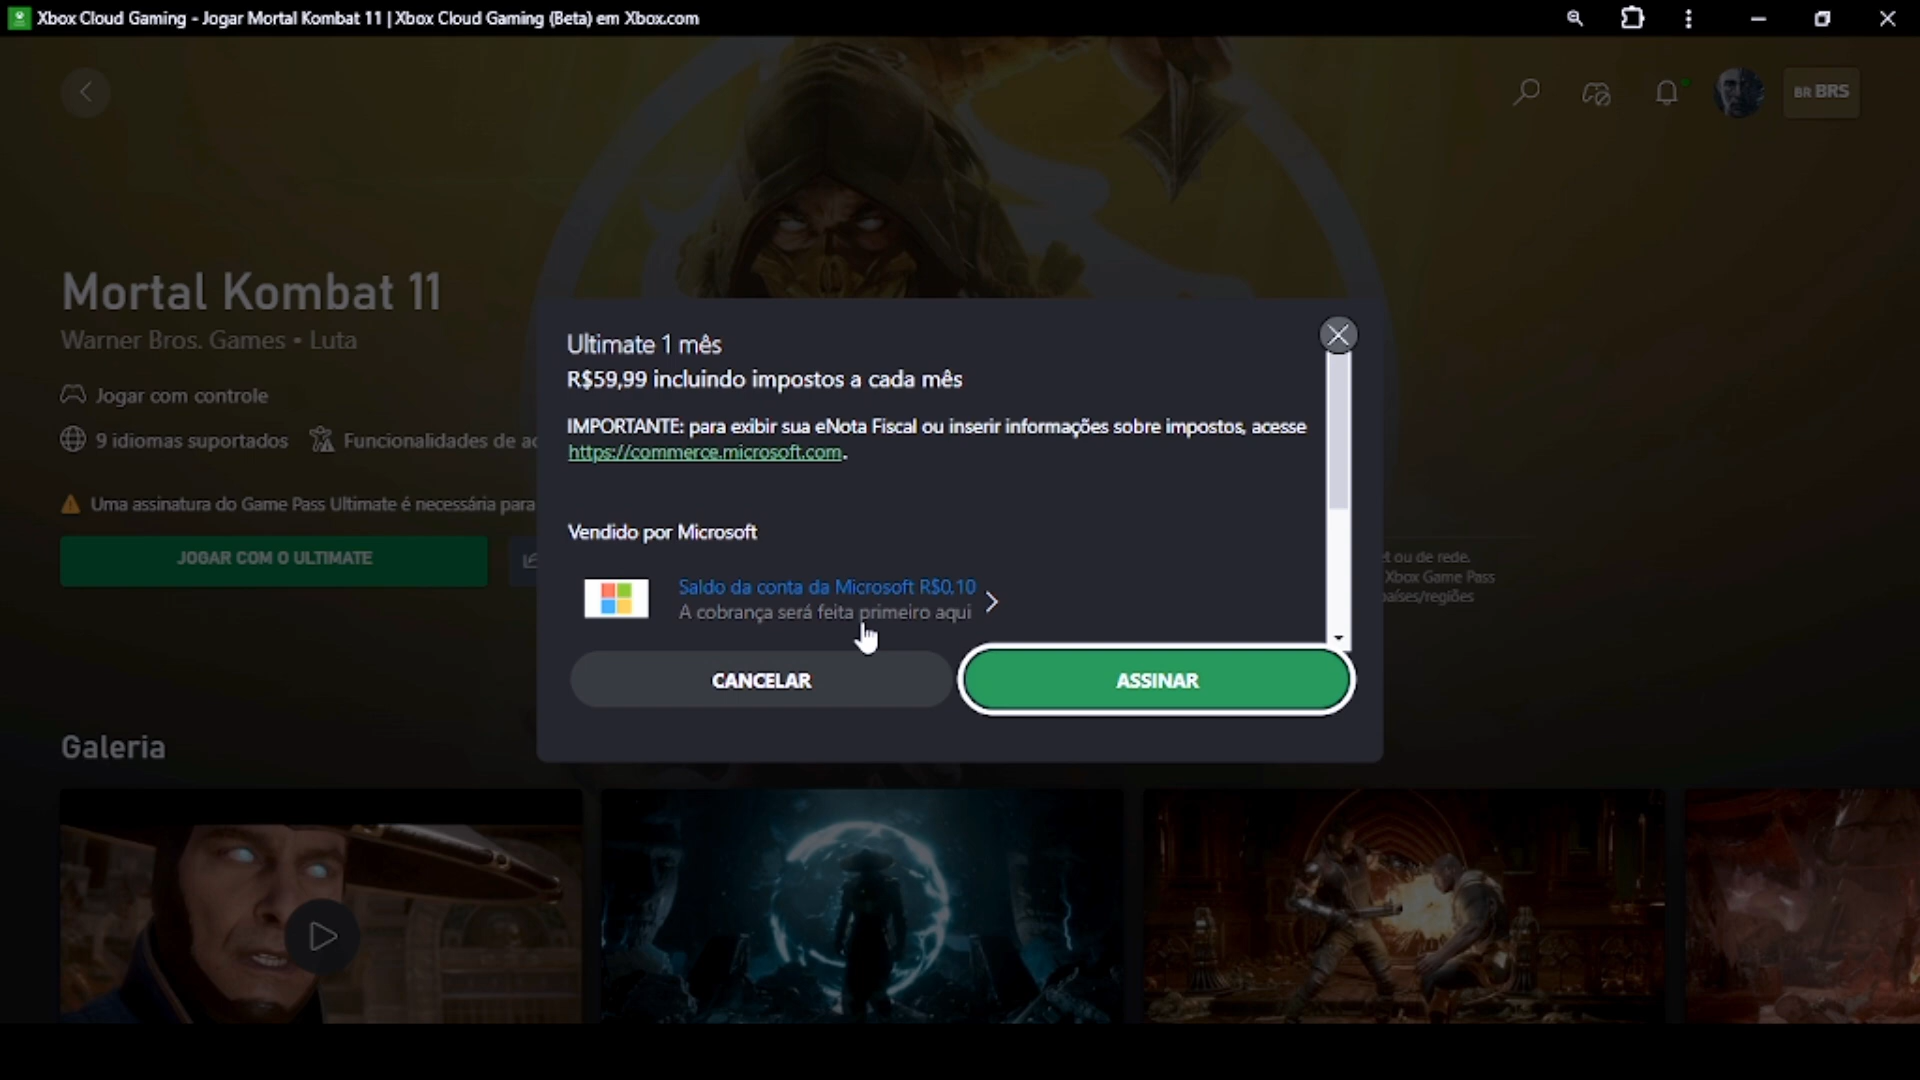 Xbox Cloud Gaming - Jogar Mortal Kombat 11 | Xbox Cloud Gaming (Beta) em Xbox.com
BR BRS
Mortal Kombat 11
Warner Bros. Games • Luta
Jogar com controle
9 idiomas suportados
Funcionalidades de ac
Uma assinatura do Game Pass Ultimate é necessária para
JOGAR COM O ULTIMATE
Ultimate 1 mês
R$59,99 incluindo impostos a cada mês
IMPORTANTE: para exibir sua eNota Fiscal ou inserir informações sobre impostos, acesse
https://commerce.microsoft.com.
Vendido por Microsoft
Saldo da conta da Microsoft R$0,10
A cobrança será feita primeiro aqui
CANCELAR
ASSINAR
et ou de rede.
Xbox Game Pass
países/regiões
Galeria